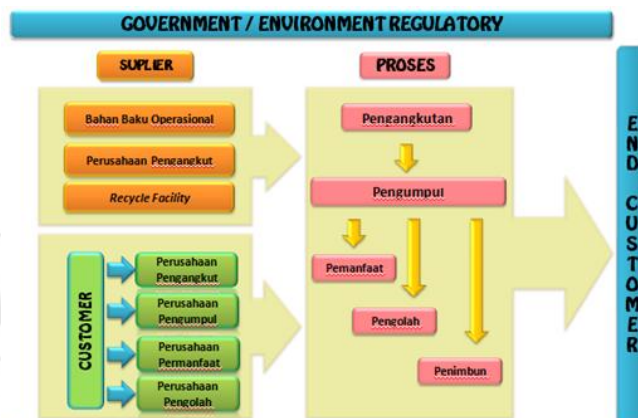 GOVERNMENT / ENVIRONMENT REGULATORY
SUPLIER
Bahan Baku Operasional
Perusahaan Pengangkut
Recycle Facility
CUSTOMER
Perusahaan
Pengangkut
Perusahaan
Pengumpul
Perusahaan
Permanfaat
Perusahaan
Pengolah
PROSES
Pengangkutan
Pengumpul
Pemanfaat
Pengolah
Penimbun
END CUSTOMER